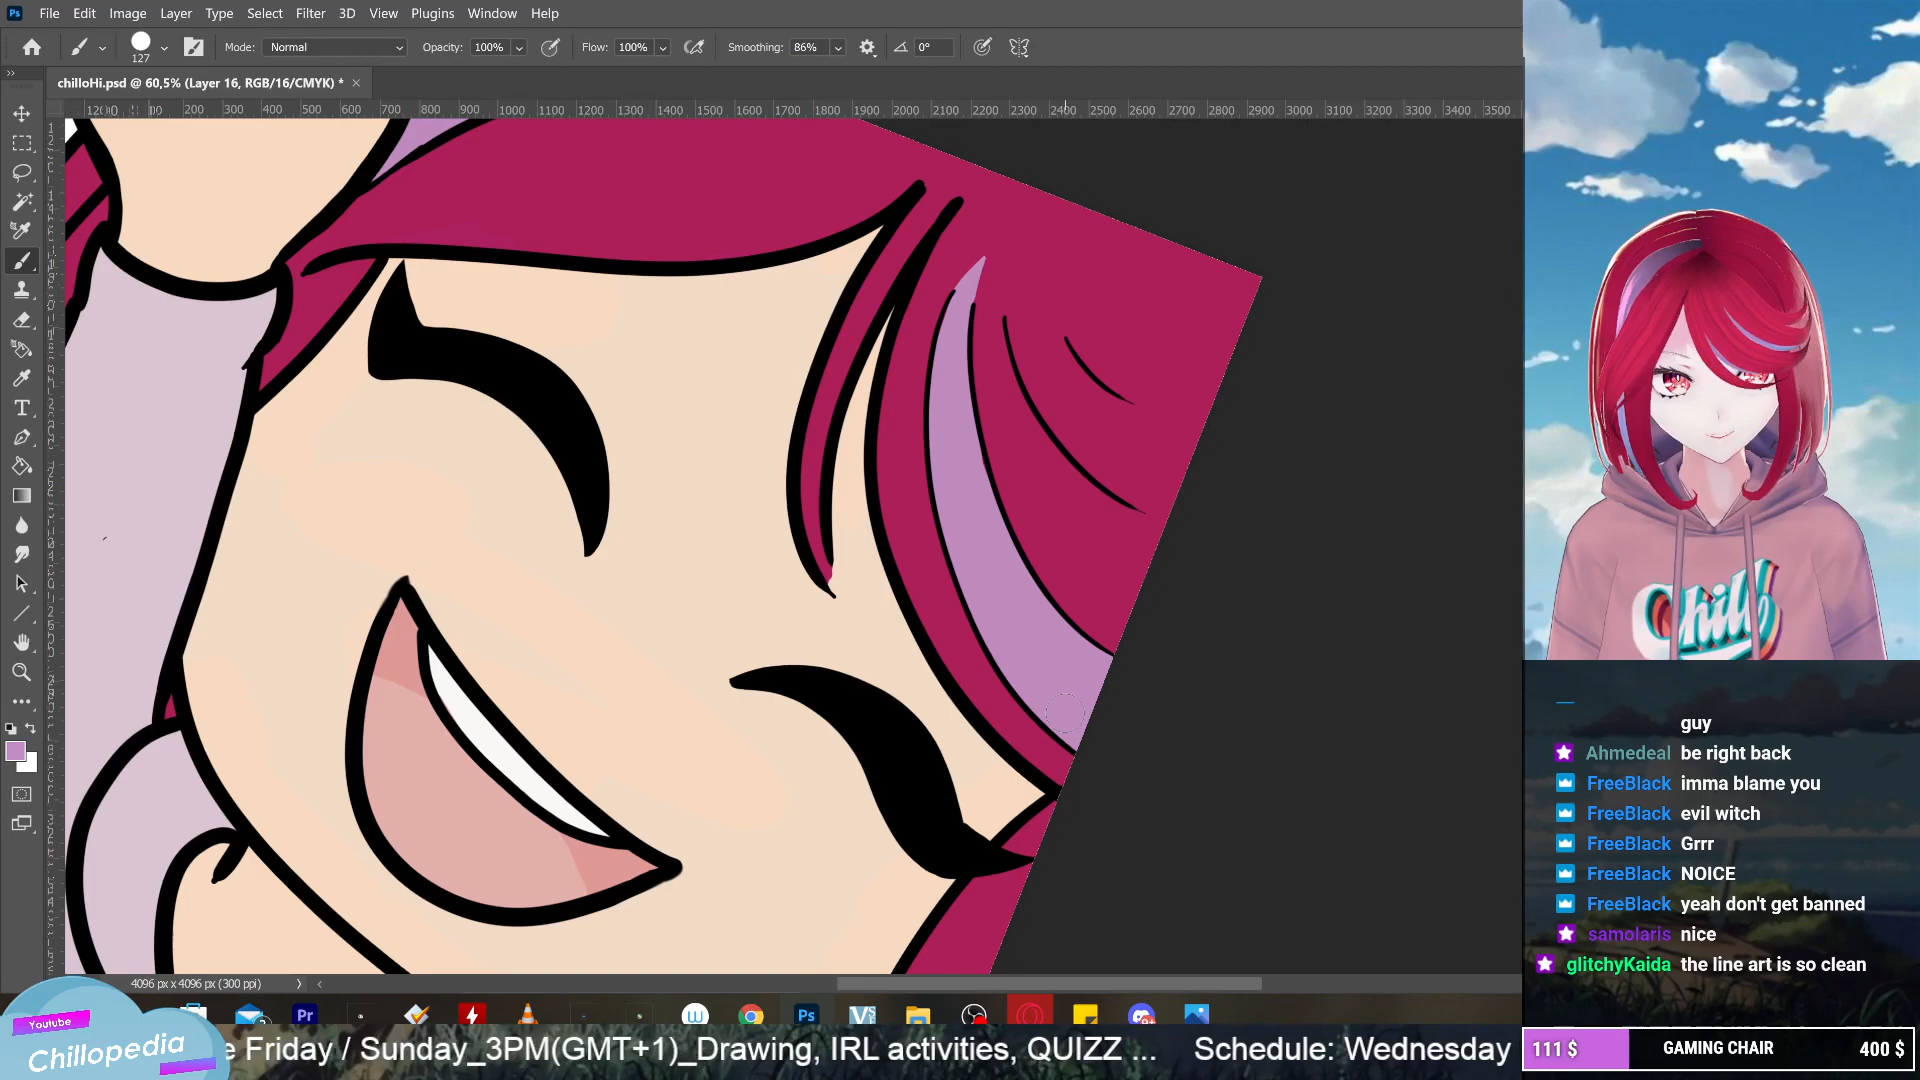 Ps File Edit Image Layer Type Select Filter 3D View Plugins Window Help
127 Mode: Normal Opacity: 100% Flow: 100% Smoothing: 86% 0°
chilloHi.psd @ 60,5% (Layer 16, RGB/16/CMYK) * ×
200 300 400 500 600 700 800 900 1000 1100 1200 1300 1400 1500 1600 1700 1800 1900 2000 2100 2200 2300 2400 2500 2600 2700 2800 2900 3000 3100 3200 3300 3400 3500
Chill
guy
Ahmedeal be right back
FreeBlack imma blame you
FreeBlack evil witch
FreeBlack Grrr
FreeBlack NOICE
FreeBlack yeah don't get banned
samolaris nice
glitchyKaida the line art is so clean
4096 px x 4096 px (300 ppi)
Pr Ps
Youtube
Chillopedia
e Friday / Sunday_3PM(GMT+1)_Drawing, IRL activities, QUIZZ ... Schedule: Wednesday
111 $ GAMING CHAIR 400 $